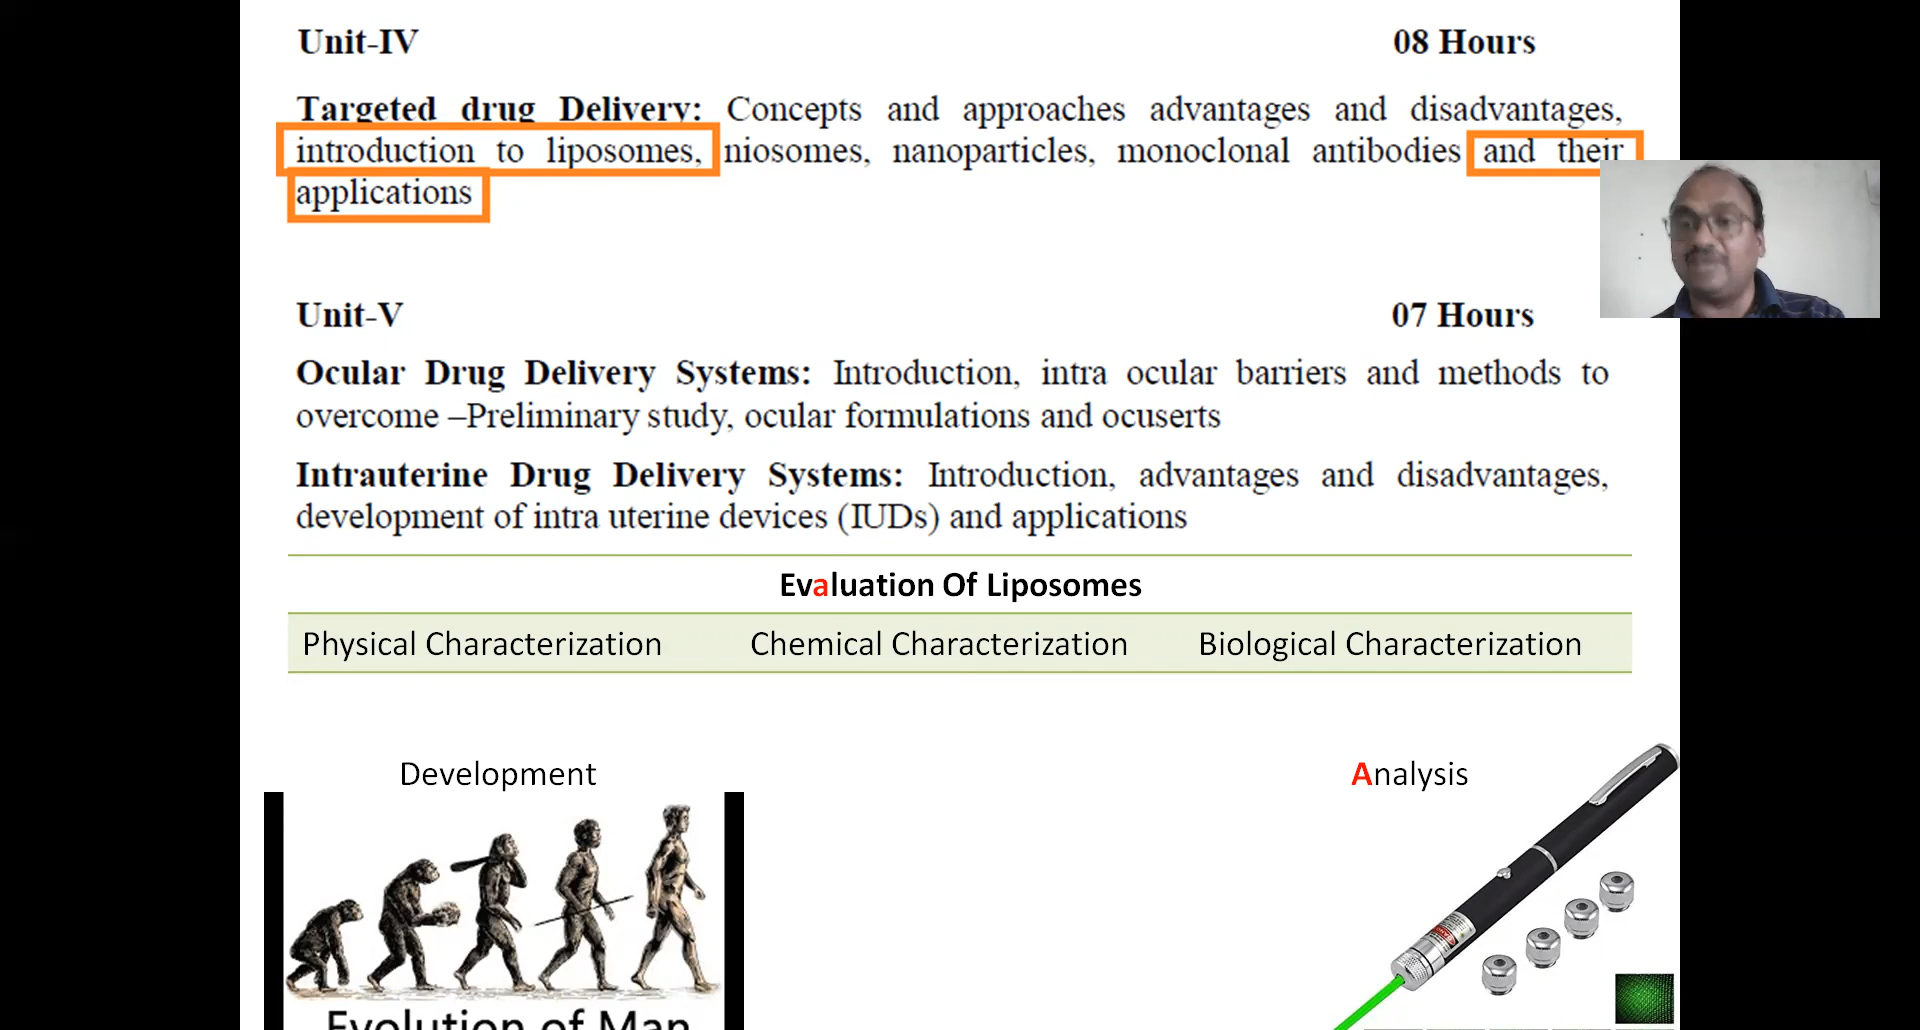 Unit-IV 08 Hours
Targeted drug Delivery: Concepts and approaches advantages and disadvantages,
introduction to liposomes, niosomes, nanoparticles, monoclonal antibodies and their
applications
Unit-V 07 Hours
Ocular Drug Delivery Systems: Introduction, intra ocular barriers and methods to
overcome –Preliminary study, ocular formulations and ocuserts
Intrauterine Drug Delivery Systems: Introduction, advantages and disadvantages,
development of intra uterine devices (IUDs) and applications
Evaluation Of Liposomes
Physical Characterization Chemical Characterization Biological Characterization
Development Analysis
Evolution of Man